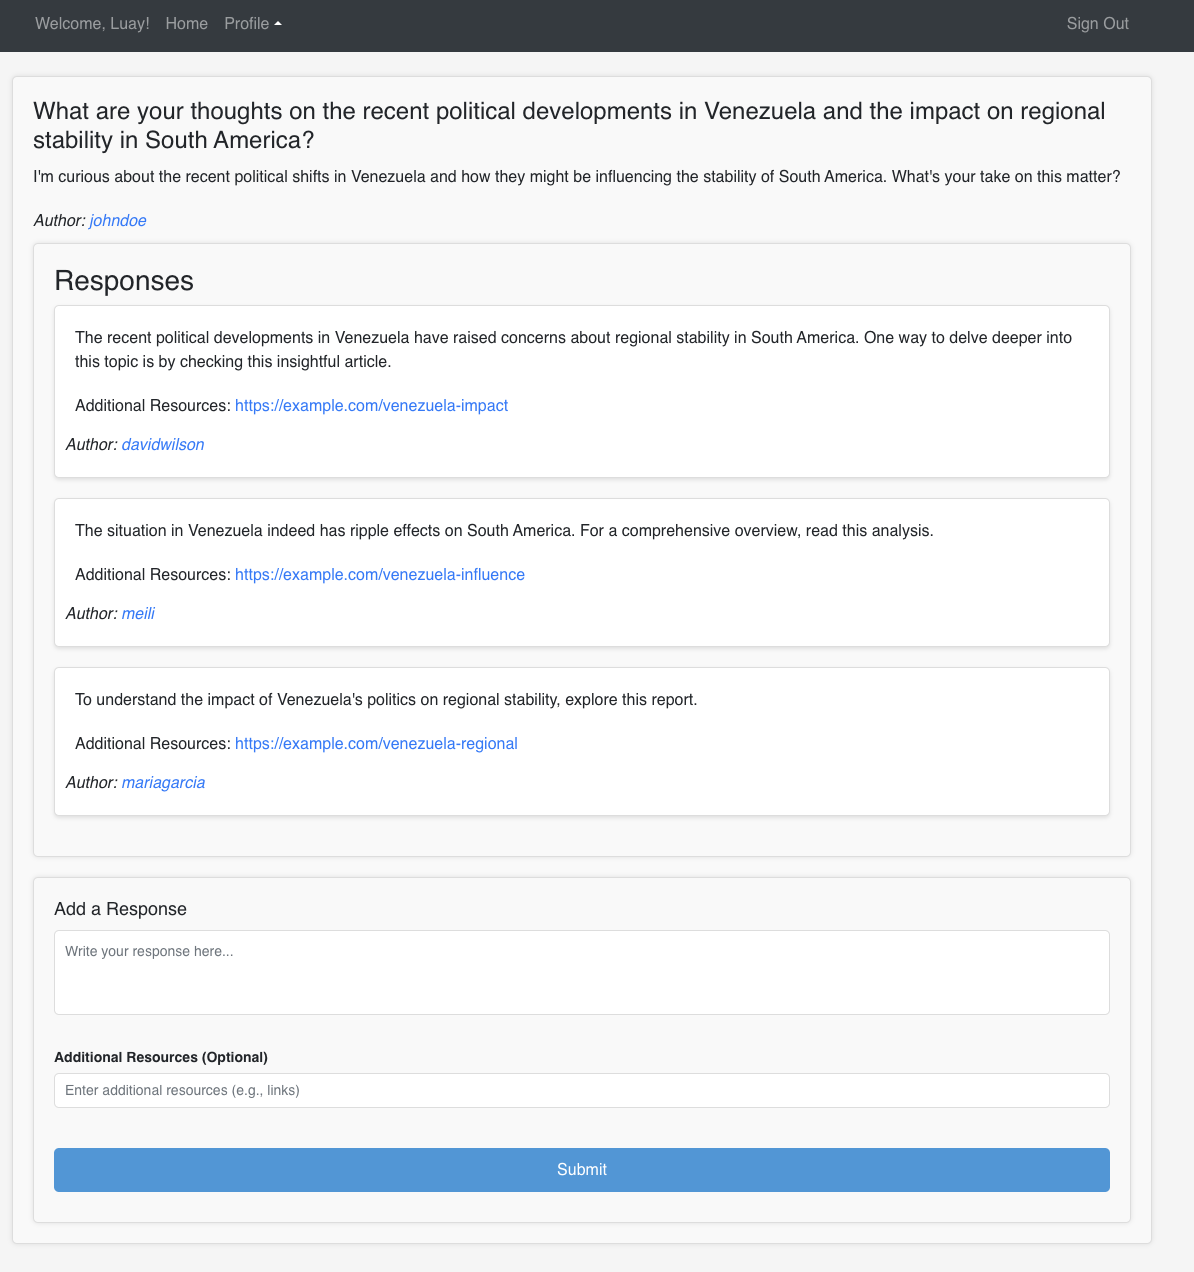 Welcome, Luay! Home Profile Sign Out
What are your thoughts on the recent political developments in Venezuela and the impact on regional
stability in South America?
I'm curious about the recent political shifts in Venezuela and how they might be influencing the stability of South America. What's your take on this matter?
Author: johndoe
Responses
The recent political developments in Venezuela have raised concerns about regional stability in South America. One way to delve deeper into
this topic is by checking this insightful article.
Additional Resources: https://example.com/venezuela-impact
Author: davidwilson
The situation in Venezuela indeed has ripple effects on South America. For a comprehensive overview, read this analysis.
Additional Resources: https://example.com/venezuela-influence
Author: meili
To understand the impact of Venezuela's politics on regional stability, explore this report.
Additional Resources: https://example.com/venezuela-regional
Author: mariagarcia
Add a Response
Write your response here...
Additional Resources (Optional)
Enter additional resources (e.g., links)
Submit